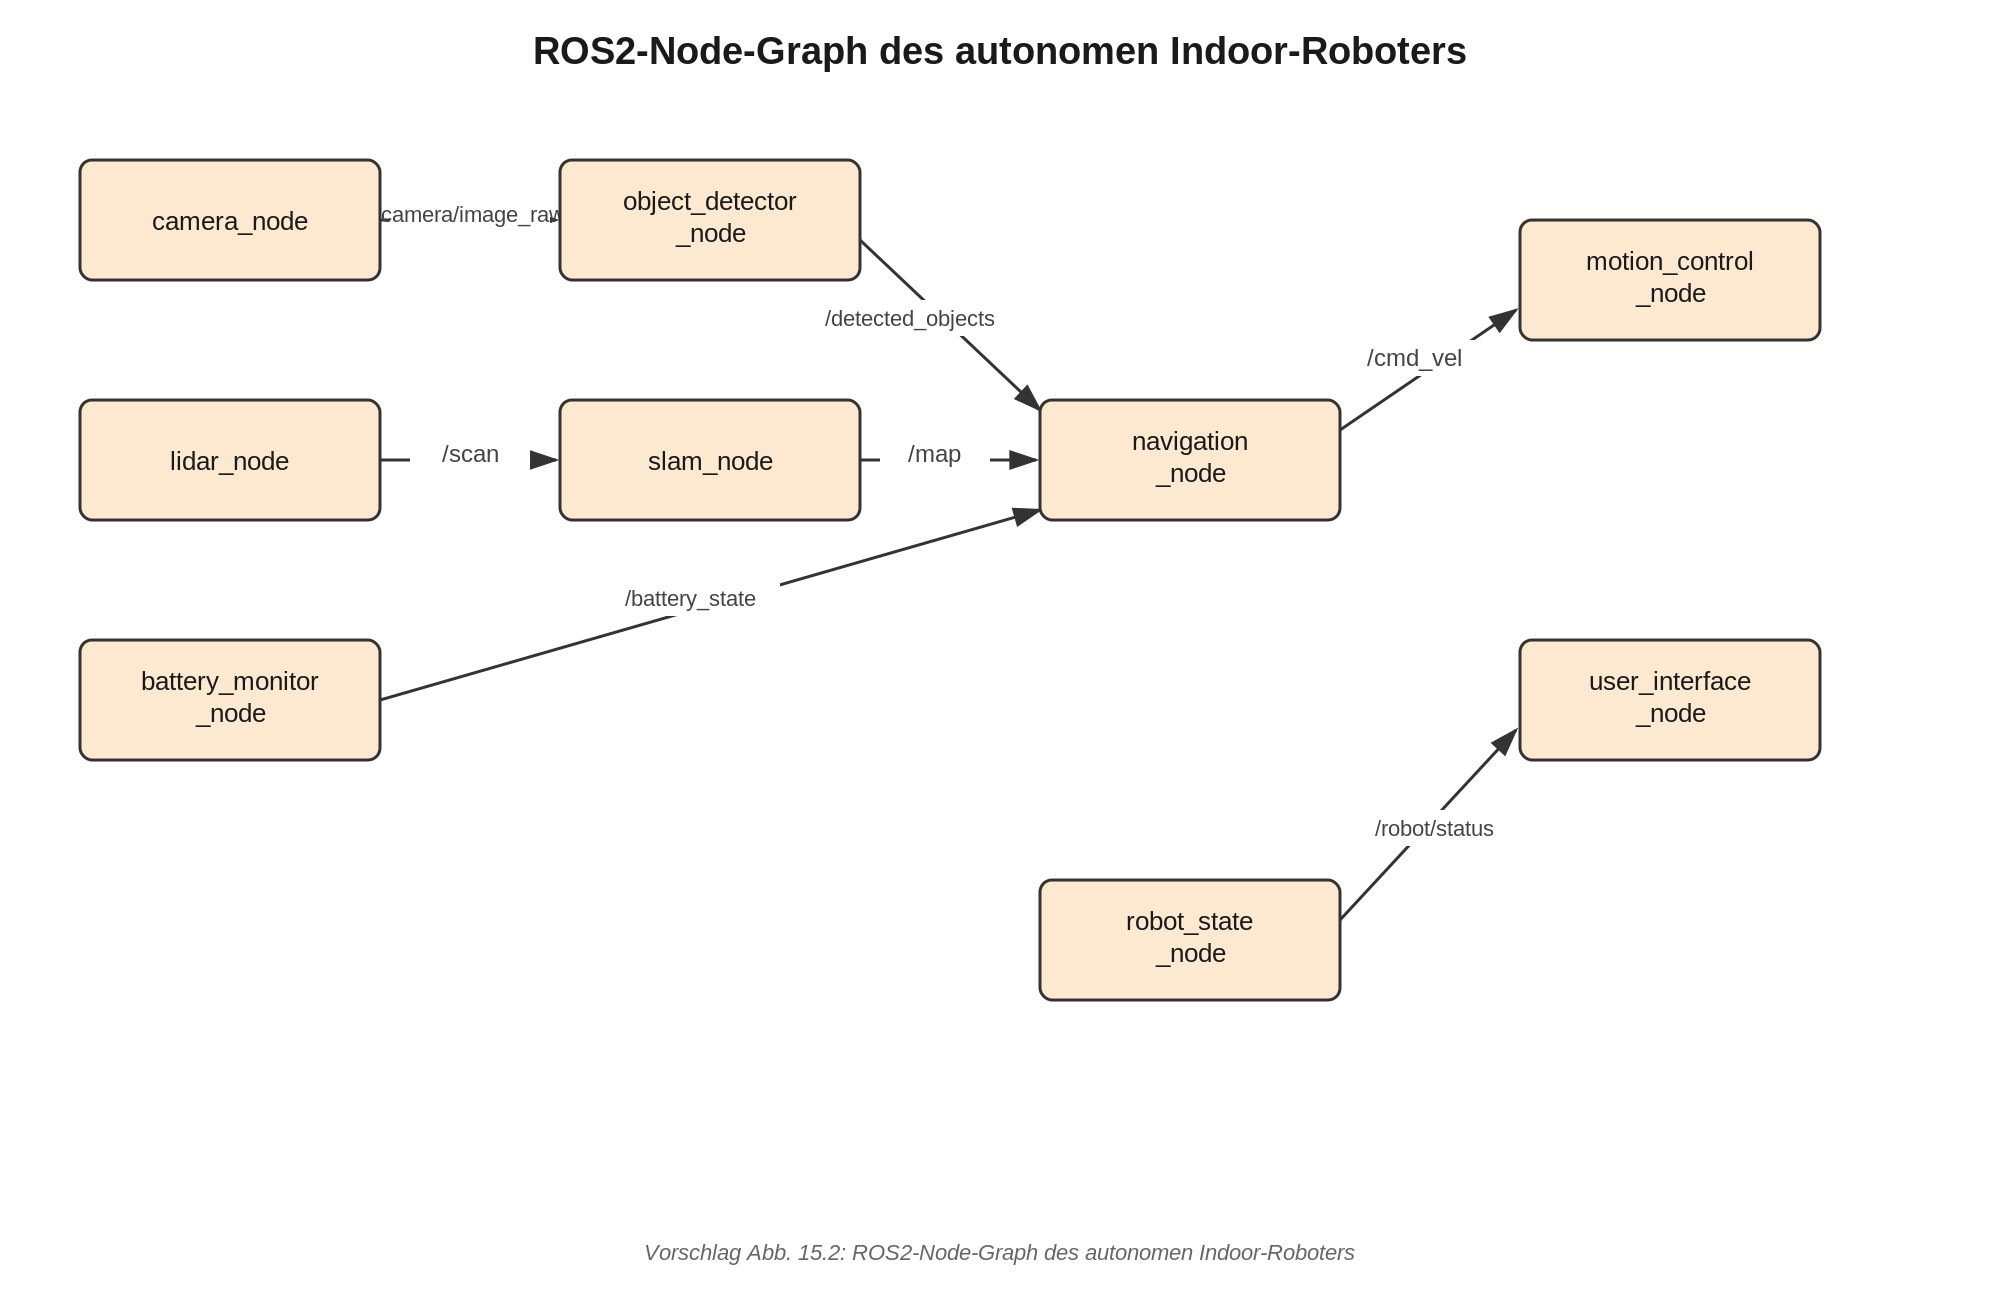 ROS2-Node-Graph des autonomen Indoor-Roboters
camera_node
camera/image_raw
object_detector
_node
motion_control
_node
/detected_objects
/cmd_vel
lidar_node
/scan
slam_node
/map
navigation
_node
/battery_state
battery_monitor
_node
user_interface
_node
/robot/status
robot_state
_node
Vorschlag Abb. 15.2: ROS2-Node-Graph des autonomen Indoor-Roboters